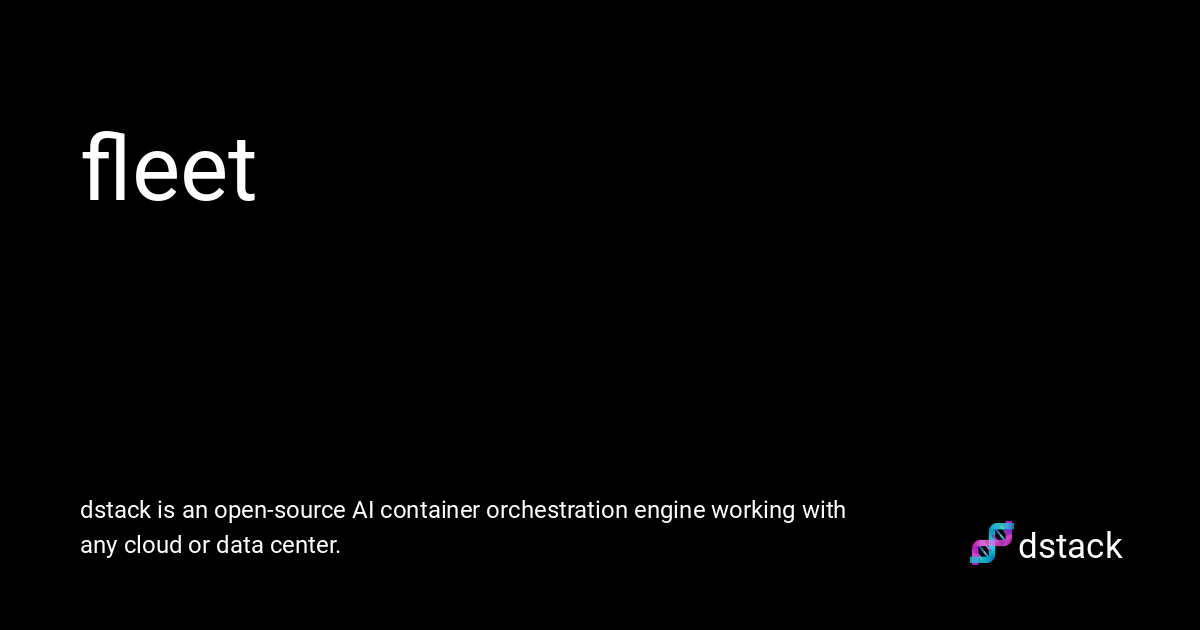 fleet
dstack is an open-source AI container orchestration engine working with
any cloud or data center.
dstack